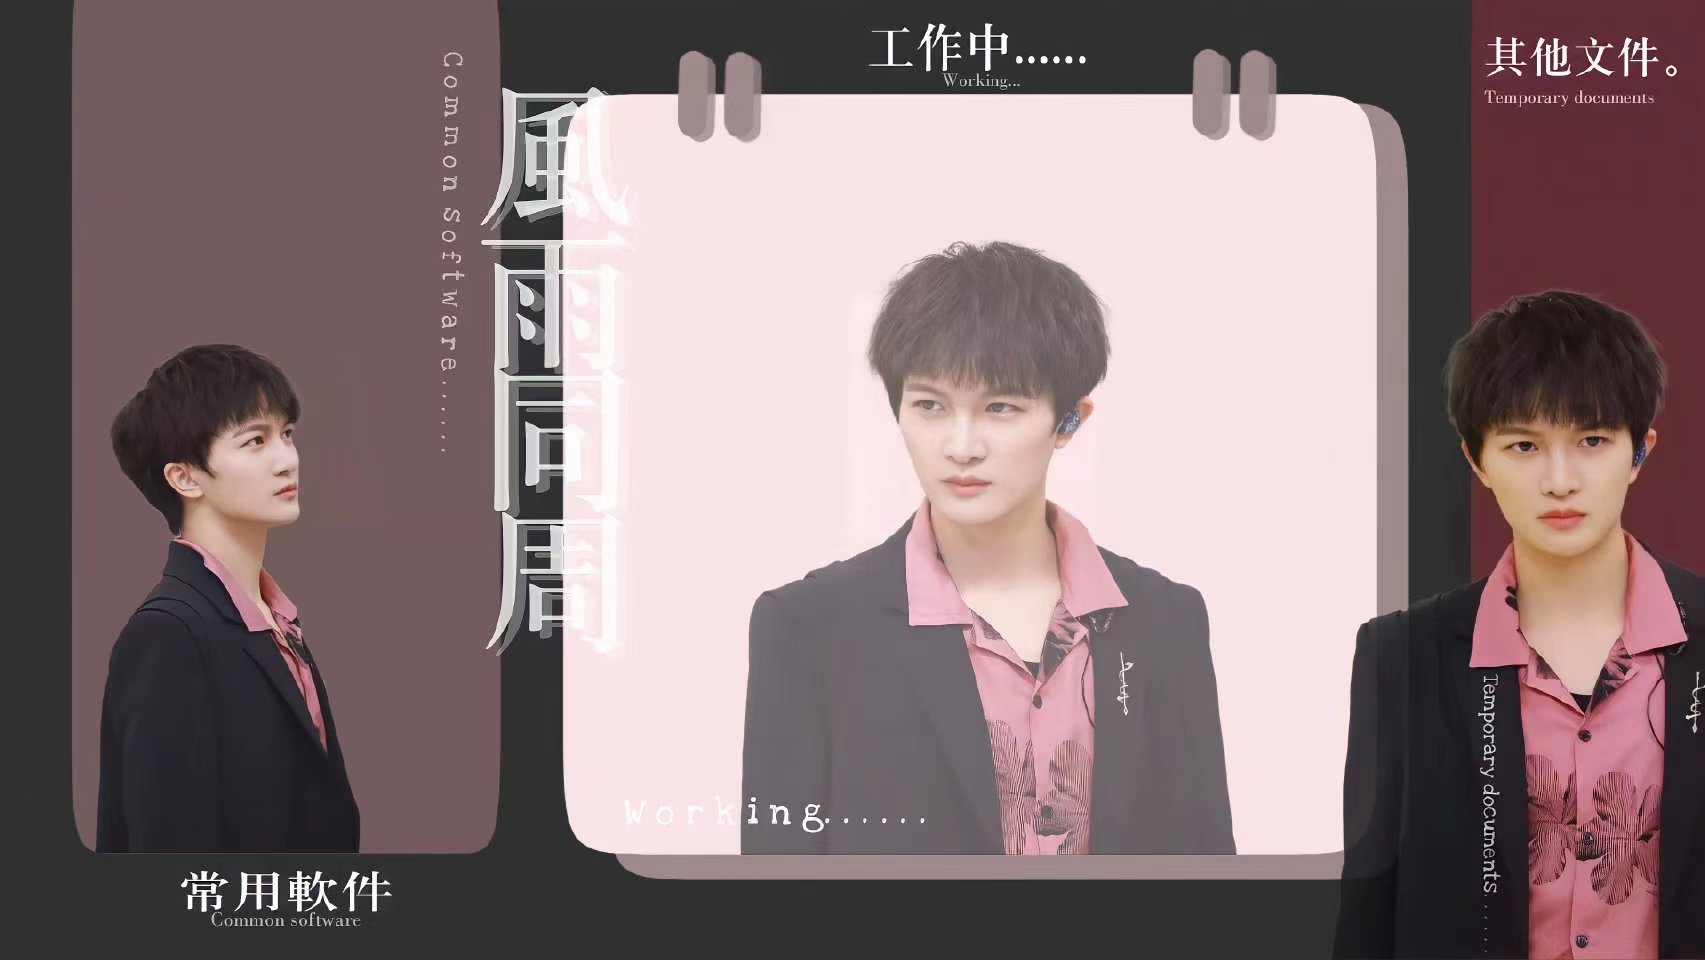 工作中......
Working...
其他文件。
Temporary documents
Common Software......
風雨同周
Working......
Temporary documents......
常用軟件
Common software